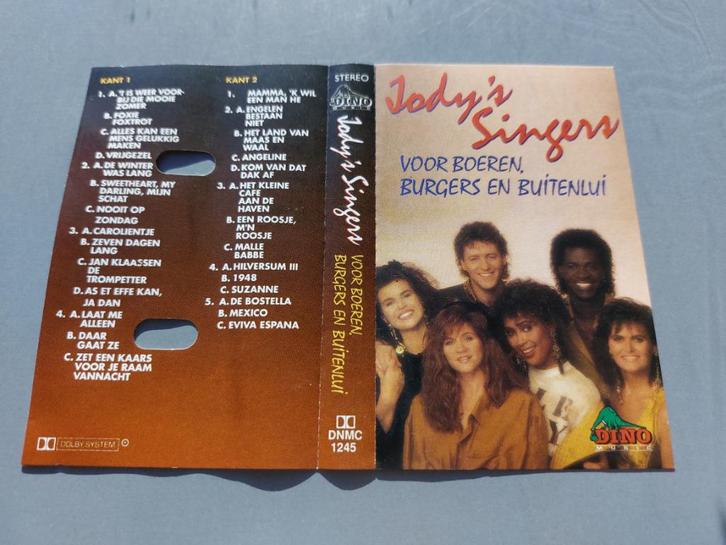 KANT 1
1. A. 'T IS WEER VOOR-
BIJ DIE MOOIE
ZOMER
B. FOXIE
FOXTROT
C. ALLES KAN EEN
MENS GELUKKIG
MAKEN
D. VRIJGEZEL
2. A. DE WINTER
WAS LANG
B. SWEETHEART, MY
DARLING, MIJN
SCHAT
C. NOOIT OP
ZONDAG
3. A. CAROLIENTJE
B. ZEVEN DAGEN
LANG
C. JAN KLAASSEN
DE
TROMPETTER
D. AS ET EFFE KAN,
JA DAN
4. A. LAAT ME
ALLEEN
B. DAAR
GAAT ZE
C. ZET EEN KAARS
VOOR JE RAAM
VANNACHT
DOLBY SYSTEM
KANT 2
1. MAMMA, 'K WIL
EEN MAN HE
2. A. ENGELEN
BESTAAN
NIET
B. HET LAND VAN
MAAS EN
WAAL
C. ANGELINE
D. KOM VAN DAT
DAK AF
3. A. HET KLEINE
CAFE
AAN DE
HAVEN
B. EEN ROOSJE,
M'N
ROOSJE
C. MALLE
BABBE
4. A. HILVERSUM III
B. 1948
C. SUZANNE
5. A. DE BOSTELLA
B. MEXICO
C. EVIVA ESPANA
STEREO
DINO
MUSIC
Jody's Singers
VOOR BOEREN,
BURGERS EN BUITENLUI
DNMC
1245
Jody's
Singers
VOOR BOEREN,
BURGERS EN BUITENLUI
DINO
MUSIC